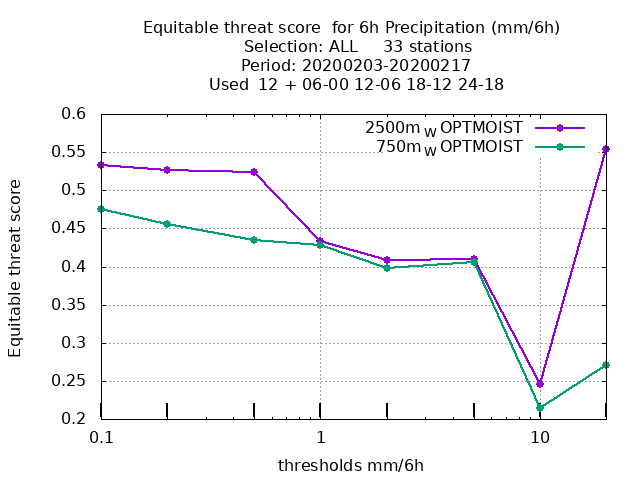 Equitable threat score  for 6h Precipitation (mm/6h)
Selection: ALL     33 stations
Period: 20200203-20200217
Used  12 + 06-00 12-06 18-12 24-18
2500m W OPTMOIST
750m W OPTMOIST
0.6
0.55
0.5
0.45
0.4
0.35
0.3
0.25
0.2
Equitable threat score
0.1
1
10
thresholds mm/6h